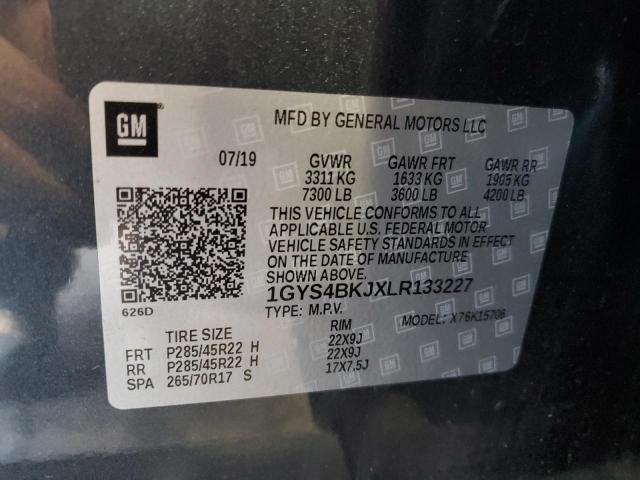 GM
MFD BY GENERAL MOTORS LLC
07/19 GVWR GAWR FRT GAWR RR
3311 KG 1633 KG 1905 KG
7300 LB 3600 LB 4200 LB
THIS VEHICLE CONFORMS TO ALL
APPLICABLE U.S. FEDERAL MOTOR
VEHICLE SAFETY STANDARDS IN EFFECT
ON THE DATE OF MANUFACTURE
SHOWN ABOVE.
1GYS4BKJXLR133227
626D
TYPE: M.P.V. MODEL: X76K15706
TIRE SIZE RIM
FRT P285/45R22 H 22X9J
RR P285/45R22 H 22X9J
SPA 265/70R17 S 17X7.5J